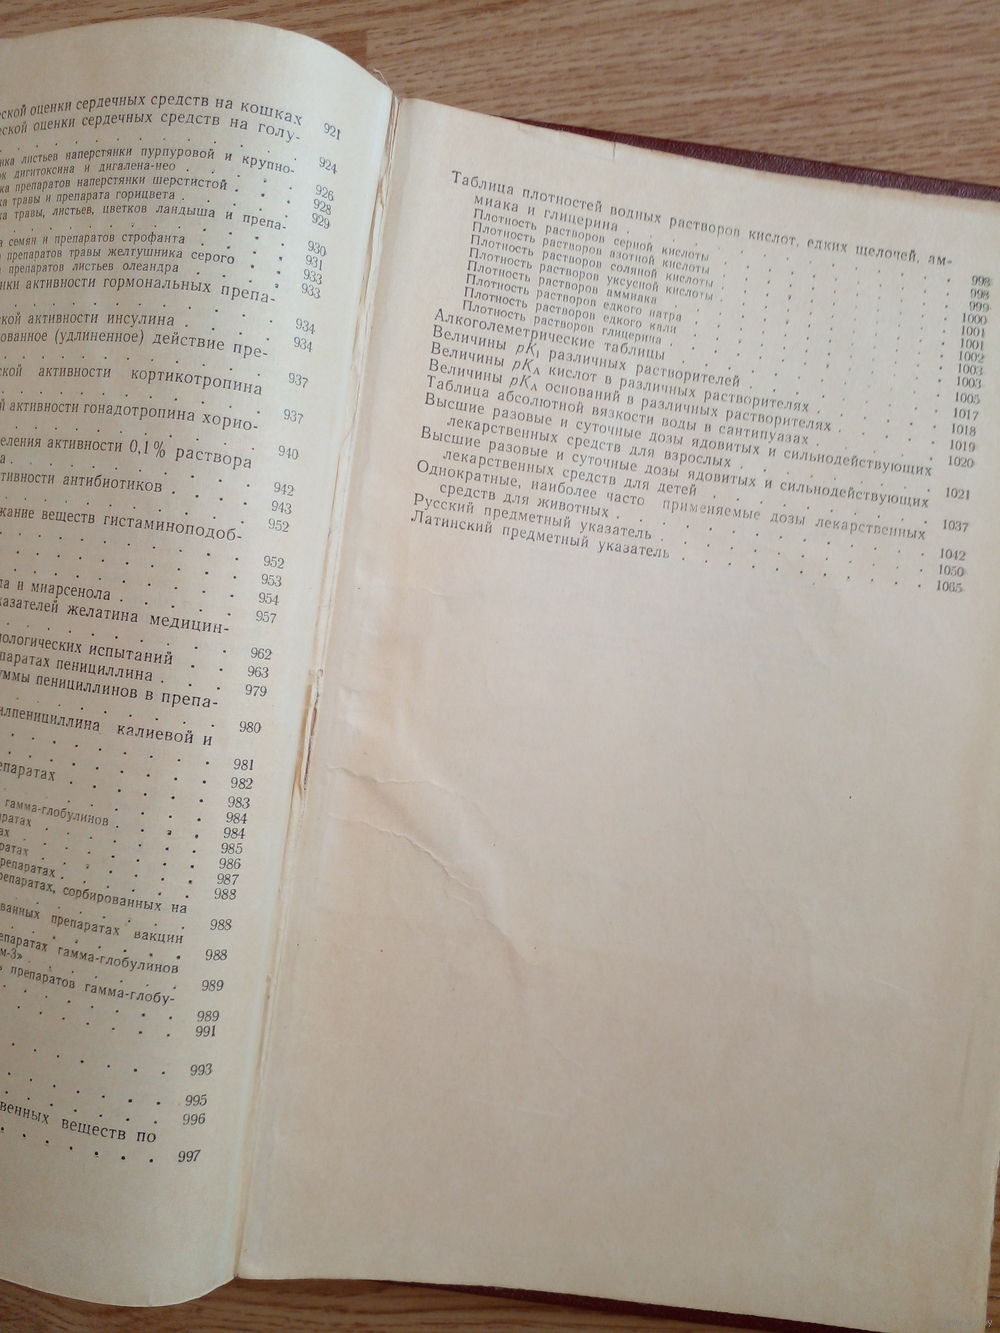 ской оценки сердечных средств на кошках 921
ской оценки сердечных средств на голу-
924
листьев наперстянки пурпуровой и крупно-
дигитоксина и дигалена-нео 926
препаратов наперстянки шерстистой 928
травы и препарата горицвета 929
травы, листьев, цветков ландыша и препа-
930
семян и препаратов строфанта 931
препаратов травы желтушника серого 933
препаратов листьев олеандра 933
активности гормональных препа-
934
активности инсулина 934
(удлиненное) действие пре-
937
активности кортикотропина
937
активности гонадотропина хорио-
940
активности 0,1% раствора
942
антибиотиков 943
952
веществ гистаминоподоб-
952
953
и миарсенола 954
желатина медицин- 957
962
испытаний 963
пенициллина 979
пенициллинов в препа-
980
калиевой и
981
982
983
гамма-глобулинов 984
984
985
986
987
988
сорбированных на
988
препаратах вакцин
988
гамма-глобулинов
989
препаратов гамма-глобу-
989
991
993
995
996
веществ по
997
Таблица плотностей водных растворов кислот, едких щелочей, ам-
миака и глицерина 998
Плотность растворов серной кислоты 998
Плотность растворов азотной кислоты 999
Плотность растворов соляной кислоты 1000
Плотность растворов уксусной кислоты 1001
Плотность растворов аммиака 1001
Плотность растворов едкого натра 1002
Плотность растворов едкого кали 1003
Плотность растворов глицерина 1003
Алкоголеметрические таблицы 1005
Величины pKᵢ различных растворителей 1017
Величины pKA кислот в различных растворителях 1018
Величины pKA оснований в различных растворителях 1019
Таблица абсолютной вязкости воды в сантипуазах 1020
Высшие разовые и суточные дозы ядовитых и сильнодействующих
лекарственных средств для взрослых 1021
Высшие разовые и суточные дозы ядовитых и сильнодействующих
лекарственных средств для детей 1037
Однократные, наиболее часто применяемые дозы лекарственных
средств для животных 1042
Русский предметный указатель 1050
Латинский предметный указатель 1065